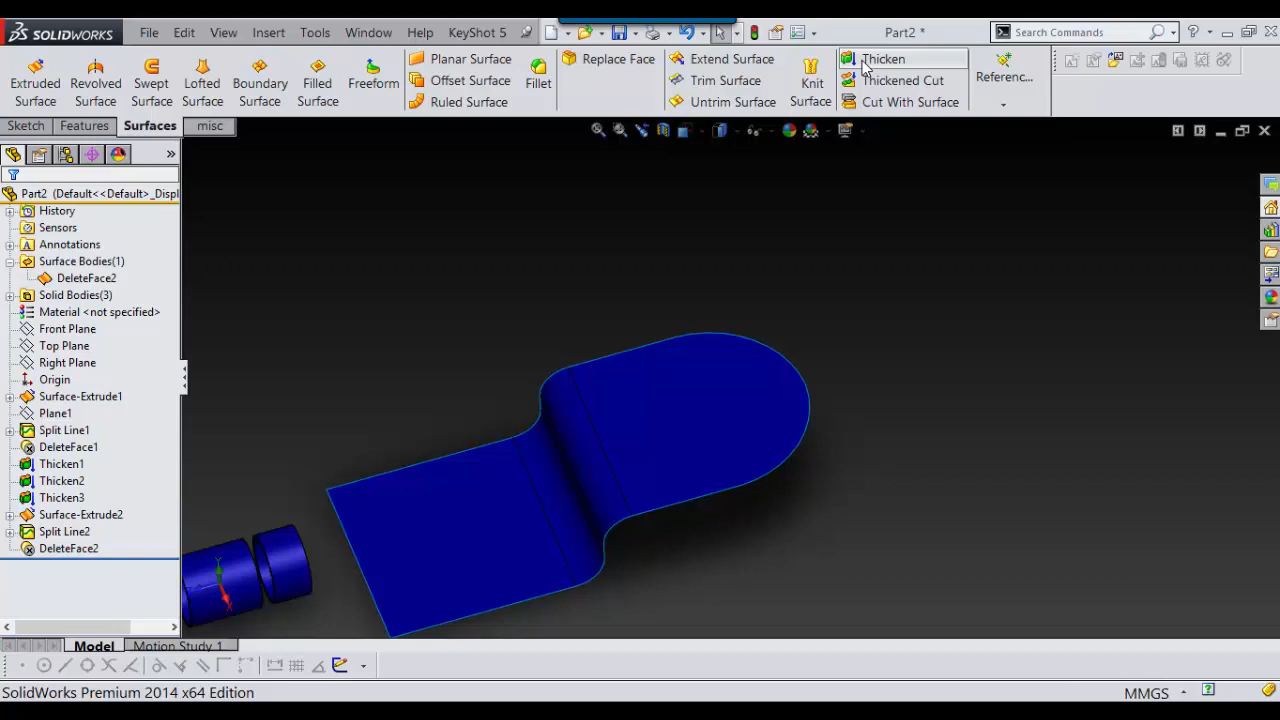 SOLIDWORKS File Edit View Insert Tools Window Help KeyShot 5 Part2 * Search Commands
Extruded Surface
Revolved Surface
Swept Surface
Lofted Surface
Boundary Surface
Filled Surface
Freeform
Planar Surface
Offset Surface
Ruled Surface
Fillet
Replace Face
Extend Surface
Trim Surface
Untrim Surface
Knit Surface
Thicken
Thickened Cut
Cut With Surface
Referenc...
Sketch Features Surfaces misc
Part2 (Default<<Default>_Displ
History
Sensors
Annotations
Surface Bodies(1)
DeleteFace2
Solid Bodies(3)
Material <not specified>
Front Plane
Top Plane
Right Plane
Origin
Surface-Extrude1
Plane1
Split Line1
DeleteFace1
Thicken1
Thicken2
Thicken3
Surface-Extrude2
Split Line2
DeleteFace2
Y
X
Model Motion Study 1
SolidWorks Premium 2014 x64 Edition MMGS